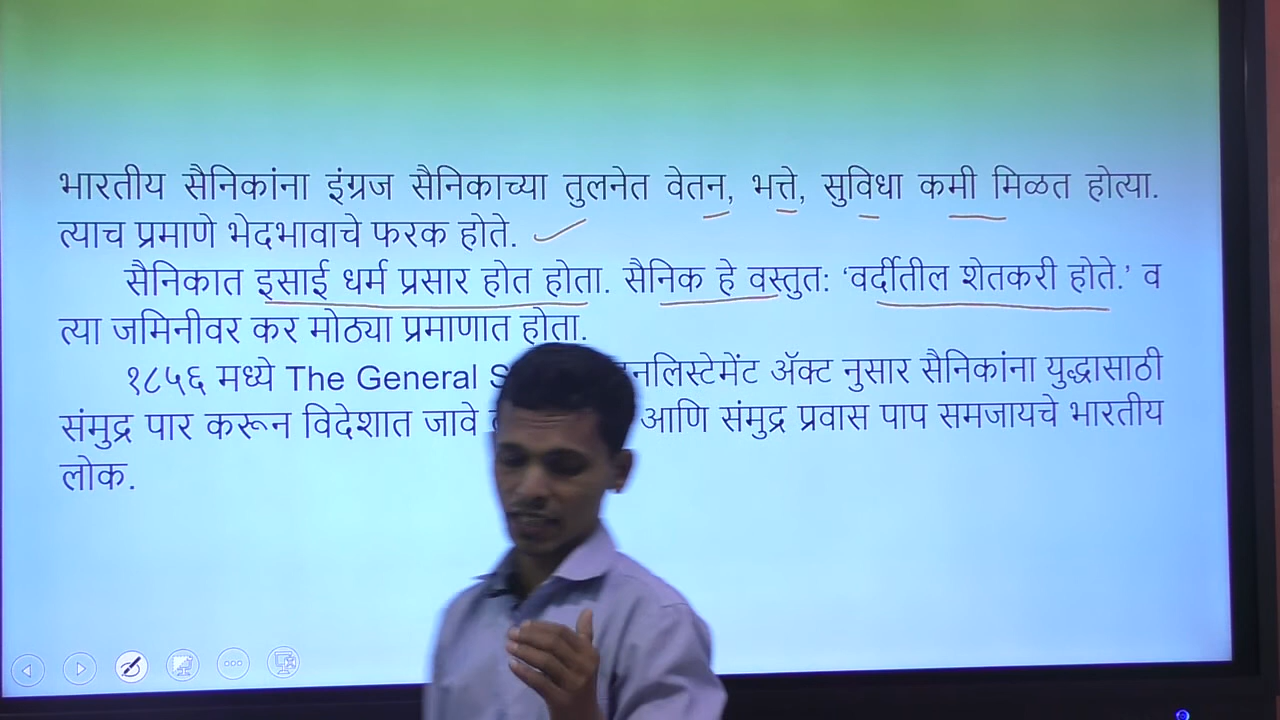 भारतीय सैनिकांना इंग्रज सैनिकाच्या तुलनेत वेतन, भत्ते, सुविधा कमी मिळत होत्या.
त्याच प्रमाणे भेदभावाचे फरक होते.
सैनिकात इसाई धर्म प्रसार होत होता. सैनिक हे वस्तुत: ‘वर्दीतील शेतकरी होते.’ व
त्या जमिनीवर कर मोठ्या प्रमाणात होता.
१८५६ मध्ये The General ॲक्ट नुसार सैनिकांना युद्धासाठी
संमुद्र पार करून विदेशात जावे आणि संमुद्र प्रवास पाप समजायचे भारतीय
लोक.